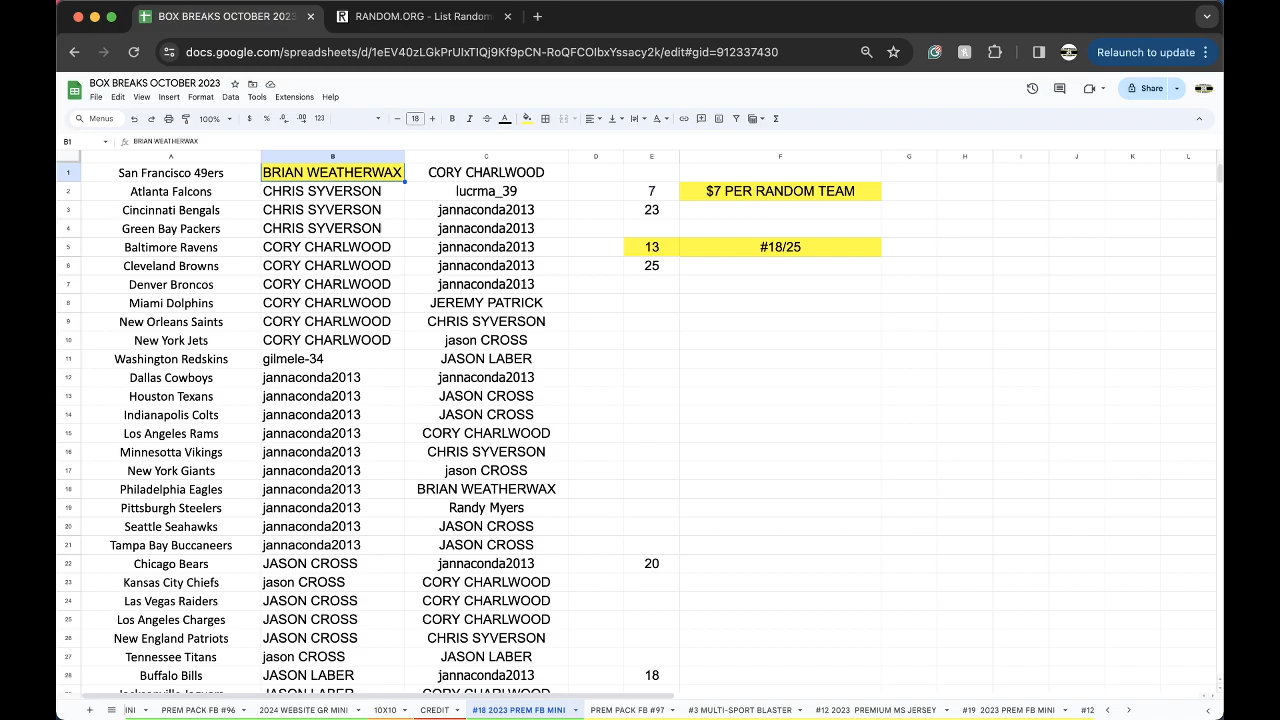 BOX BREAKS OCTOBER 2023
RANDOM.ORG - List Random
docs.google.com/spreadsheets/d/1eEV40zLGkPrUIxTIQj9Kf9pCN-RoQFCOlbxYssacy2k/edit#gid=912337430
Relaunch to update
BOX BREAKS OCTOBER 2023
File Edit View Insert Format Data Tools Extensions Help
Share
Menus 100% $ % .0 .00 123 18 B I A
B1 fx BRIAN WEATHERWAX
A B C D E F G H I J K L
1 San Francisco 49ers BRIAN WEATHERWAX CORY CHARLWOOD
2 Atlanta Falcons CHRIS SYVERSON lucrma_39 7 $7 PER RANDOM TEAM
3 Cincinnati Bengals CHRIS SYVERSON jannaconda2013 23
4 Green Bay Packers CHRIS SYVERSON jannaconda2013
5 Baltimore Ravens CORY CHARLWOOD jannaconda2013 13 #18/25
6 Cleveland Browns CORY CHARLWOOD jannaconda2013 25
7 Denver Broncos CORY CHARLWOOD jannaconda2013
8 Miami Dolphins CORY CHARLWOOD JEREMY PATRICK
9 New Orleans Saints CORY CHARLWOOD CHRIS SYVERSON
10 New York Jets CORY CHARLWOOD jason CROSS
11 Washington Redskins gilmele-34 JASON LABER
12 Dallas Cowboys jannaconda2013 jannaconda2013
13 Houston Texans jannaconda2013 JASON CROSS
14 Indianapolis Colts jannaconda2013 JASON CROSS
15 Los Angeles Rams jannaconda2013 CORY CHARLWOOD
16 Minnesotta Vikings jannaconda2013 CHRIS SYVERSON
17 New York Giants jannaconda2013 jason CROSS
18 Philadelphia Eagles jannaconda2013 BRIAN WEATHERWAX
19 Pittsburgh Steelers jannaconda2013 Randy Myers
20 Seattle Seahawks jannaconda2013 JASON CROSS
21 Tampa Bay Buccaneers jannaconda2013 JASON CROSS
22 Chicago Bears JASON CROSS jannaconda2013 20
23 Kansas City Chiefs jason CROSS CORY CHARLWOOD
24 Las Vegas Raiders JASON CROSS CORY CHARLWOOD
25 Los Angeles Charges JASON CROSS CORY CHARLWOOD
26 New England Patriots JASON CROSS CHRIS SYVERSON
27 Tennessee Titans jason CROSS JASON LABER
28 Buffalo Bills JASON LABER jannaconda2013 18
INI PREM PACK FB #96 2024 WEBSITE GR MINI 10X10 CREDIT #18 2023 PREM FB MINI PREM PACK FB #97 #3 MULTI-SPORT BLASTER #12 2023 PREMIUM MS JERSEY #19 2023 PREM FB MINI #12